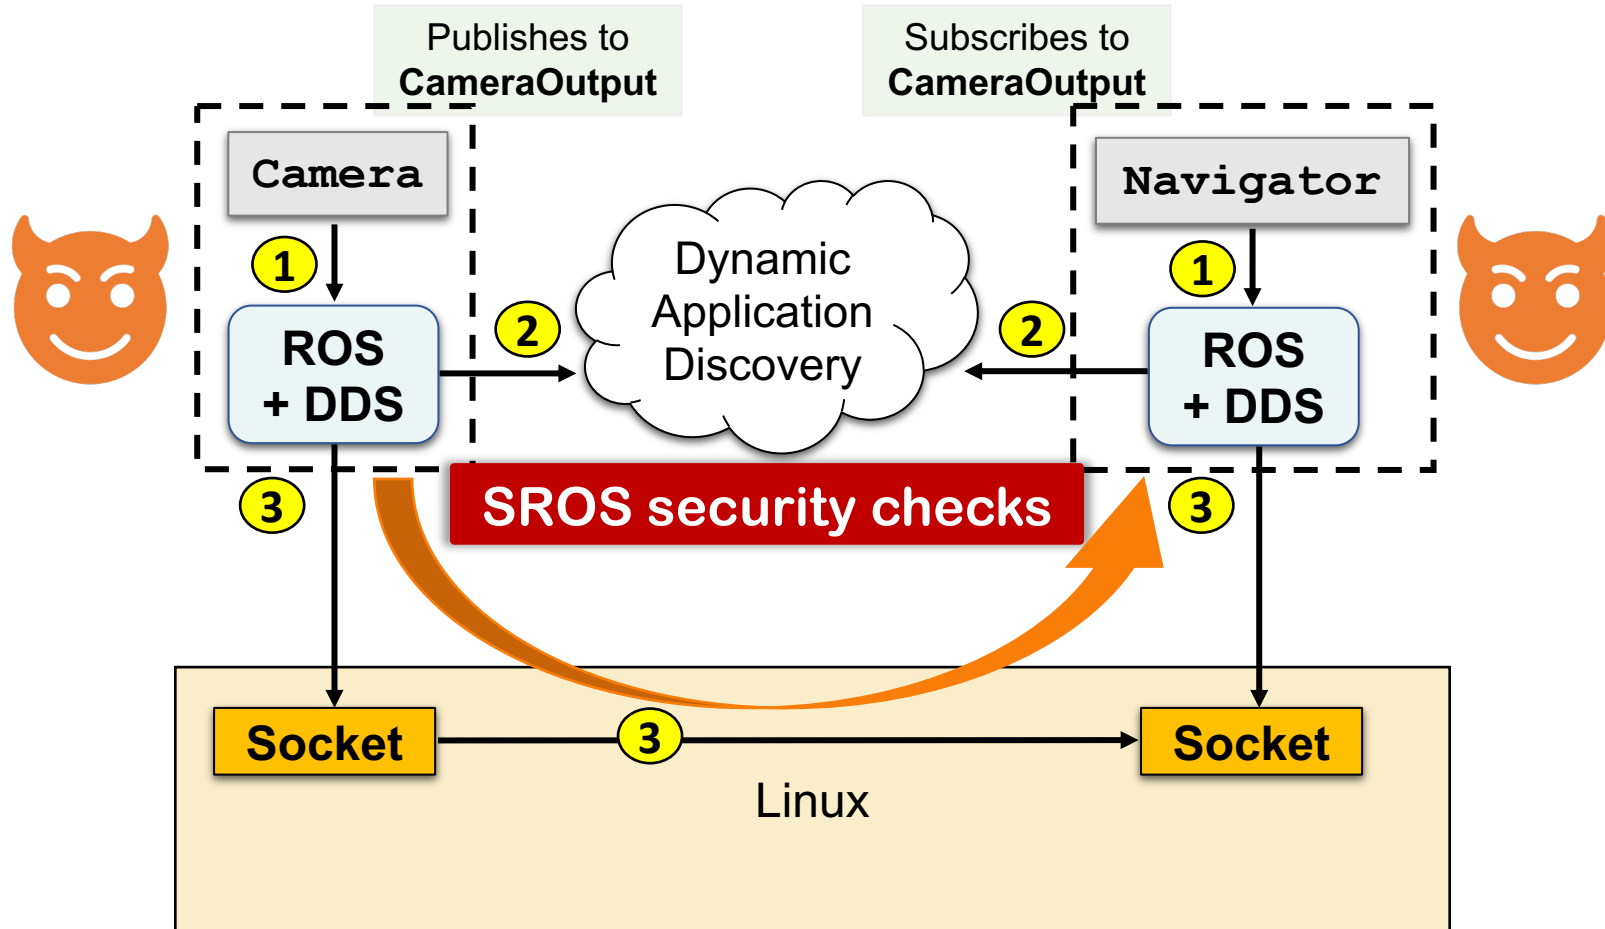 Publishes to
CameraOutput
Subscribes to
CameraOutput
Camera
Navigator
1
ROS
+ DDS
2
Dynamic
Application
Discovery
2
1
ROS
+ DDS
3
SROS security checks
3
Socket
3
Socket
Linux